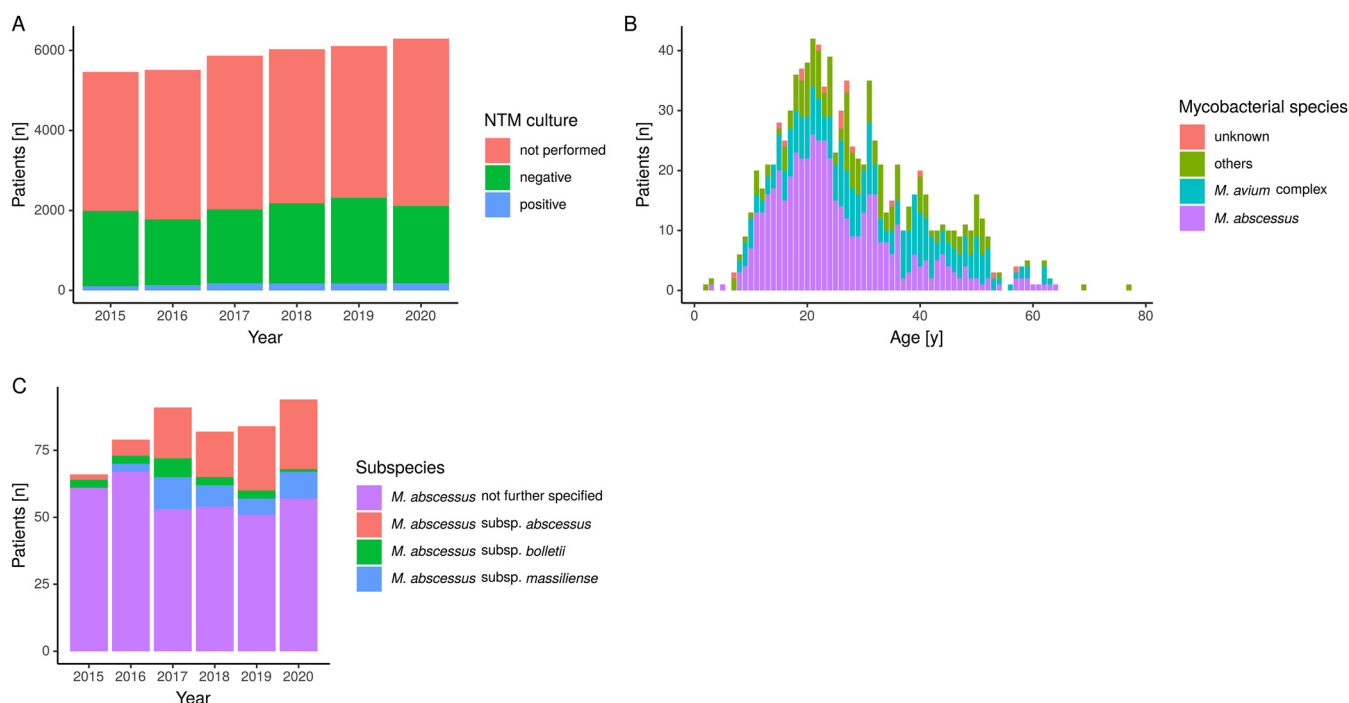 A
Patients [n]
6000
4000
2000
0
2015 2016 2017 2018 2019 2020
Year
NTM culture
not performed
negative
positive
B
Patients [n]
40
30
20
10
0
0 20 40 60 80
Age [y]
Mycobacterial species
unknown
others
M. avium complex
M. abscessus
C
Patients [n]
75
50
25
0
2015 2016 2017 2018 2019 2020
Year
Subspecies
M. abscessus not further specified
M. abscessus subsp. abscessus
M. abscessus subsp. bolletii
M. abscessus subsp. massiliense